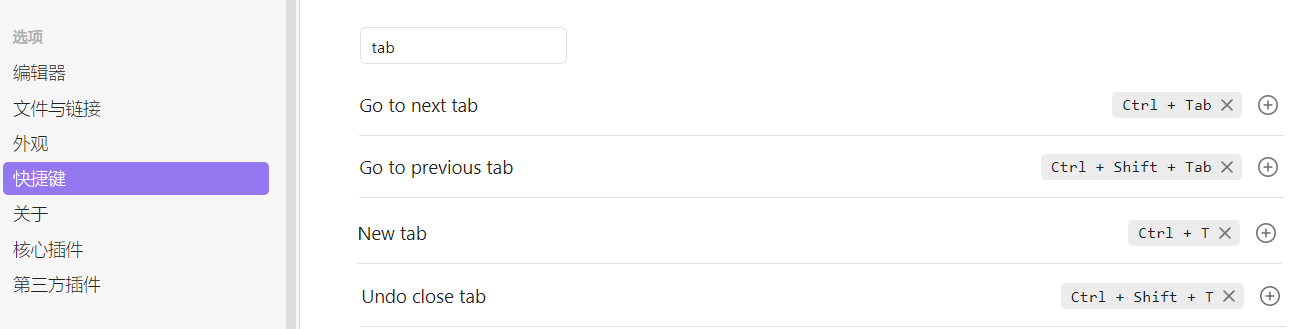 选项
编辑器
文件与链接
外观
快捷键
关于
核心插件
第三方插件
tab
Go to next tab
Ctrl + Tab
Go to previous tab
Ctrl + Shift + Tab
New tab
Ctrl + T
Undo close tab
Ctrl + Shift + T